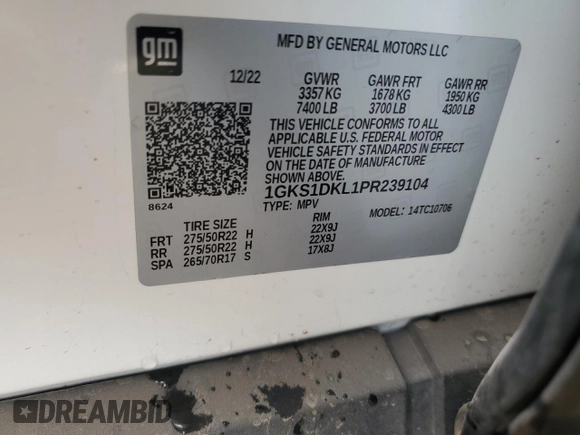 gm
MFD BY GENERAL MOTORS LLC
12/22 GVWR GAWR FRT GAWR RR
3357 KG 1678 KG 1950 KG
7400 LB 3700 LB 4300 LB
THIS VEHICLE CONFORMS TO ALL
APPLICABLE U.S. FEDERAL MOTOR
VEHICLE SAFETY STANDARDS IN EFFECT
ON THE DATE OF MANUFACTURE
SHOWN ABOVE.
1GKS1DKL1PR239104
8624
TYPE: MPV MODEL: 14TC10706
TIRE SIZE RIM
FRT 275/50R22 H 22X9J
RR 275/50R22 H 22X9J
SPA 265/70R17 S 17X8J
DREAMBID